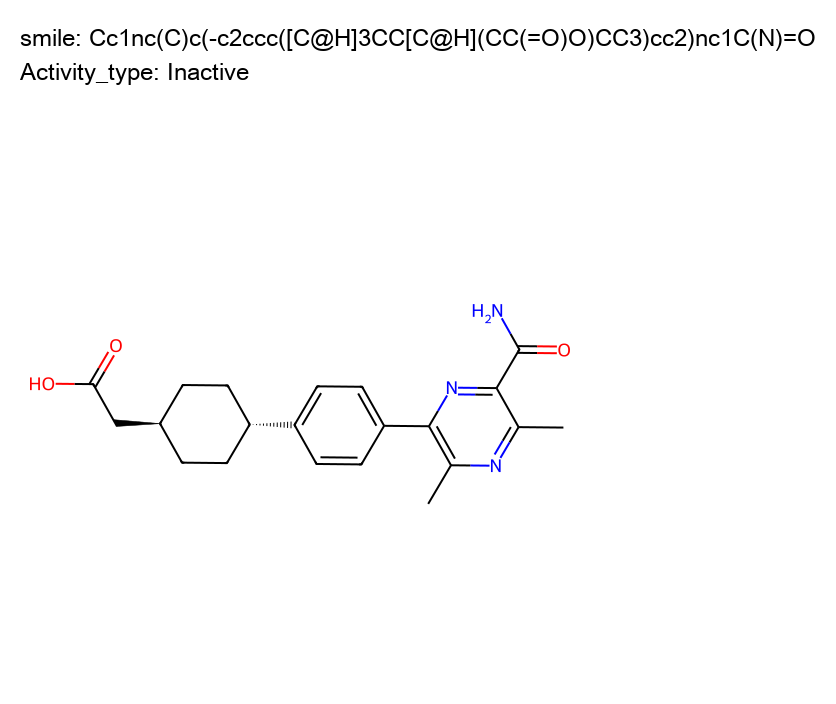 smile: Cc1nc(C)c(-c2ccc([C@H]3CC[C@H](CC(=O)O)CC3)cc2)nc1C(N)=O
Activity_type: Inactive
H2N
O
O
HO
N
N